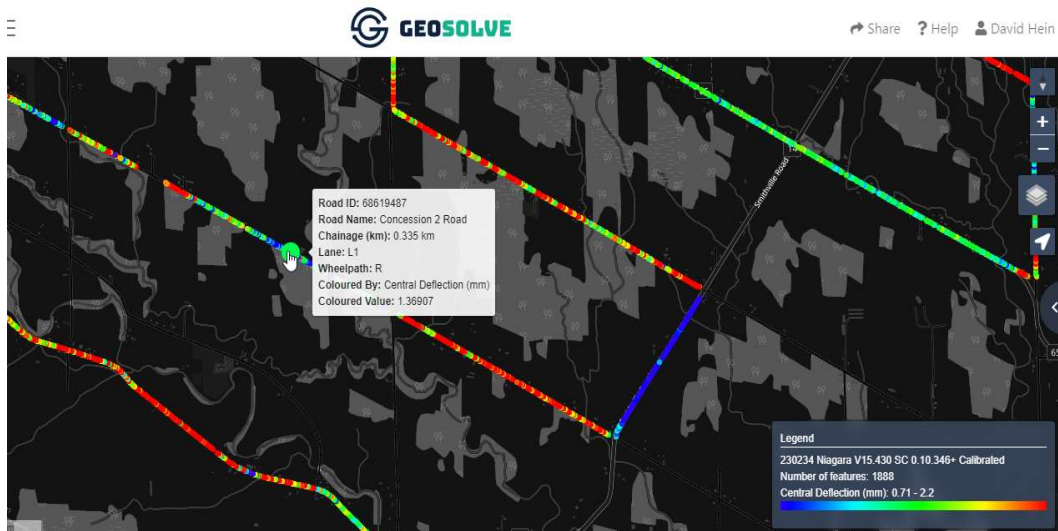 GEOSOLVE
Share
Help
David Hein
14
Smithville Road
Road ID: 68619487
Road Name: Concession 2 Road
Chainage (km): 0.335 km
Lane: L1
Wheelpath: R
Coloured By: Central Deflection (mm)
Coloured Value: 1.36907
65
Legend
230234 Niagara V15.430 SC 0.10.346+ Calibrated
Number of features: 1888
Central Deflection (mm): 0.71 - 2.2